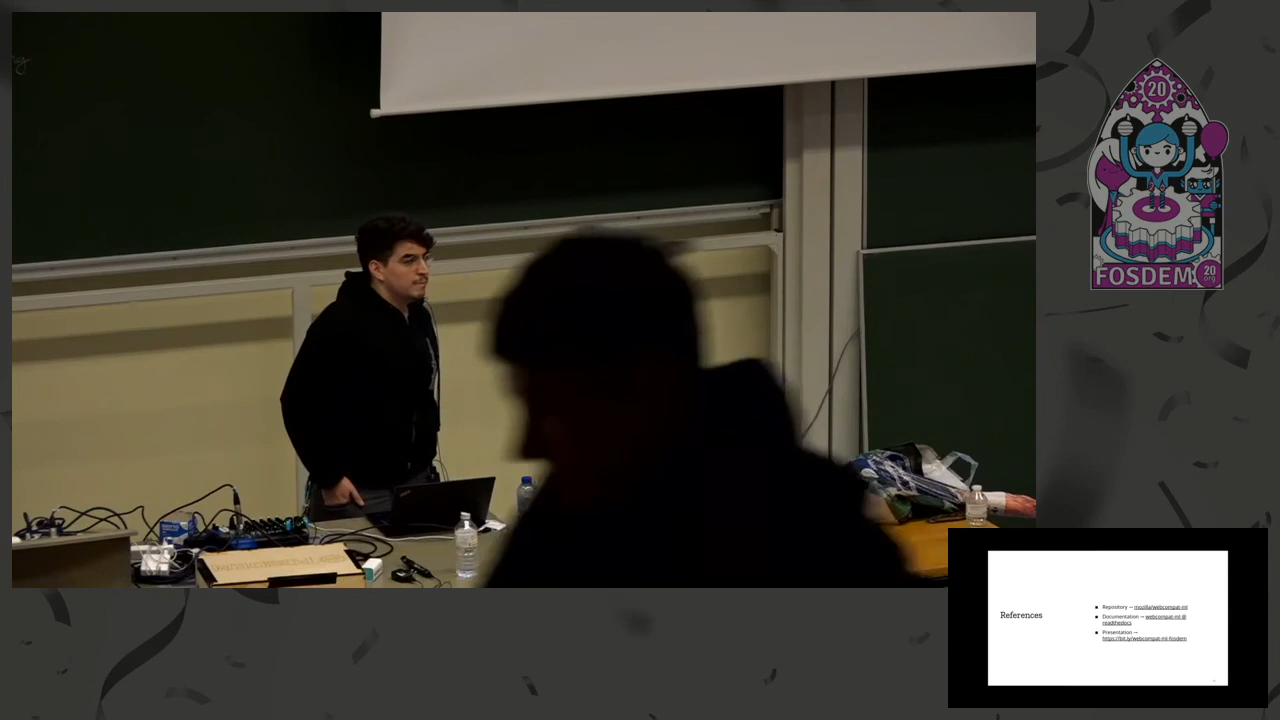 20
FOSDEM
20
.org
References
Repository — mozilla/webcompat-ml
Documentation — webcompat-ml @
readthedocs
Presentation —
https://bit.ly/webcompat-ml-fosdem